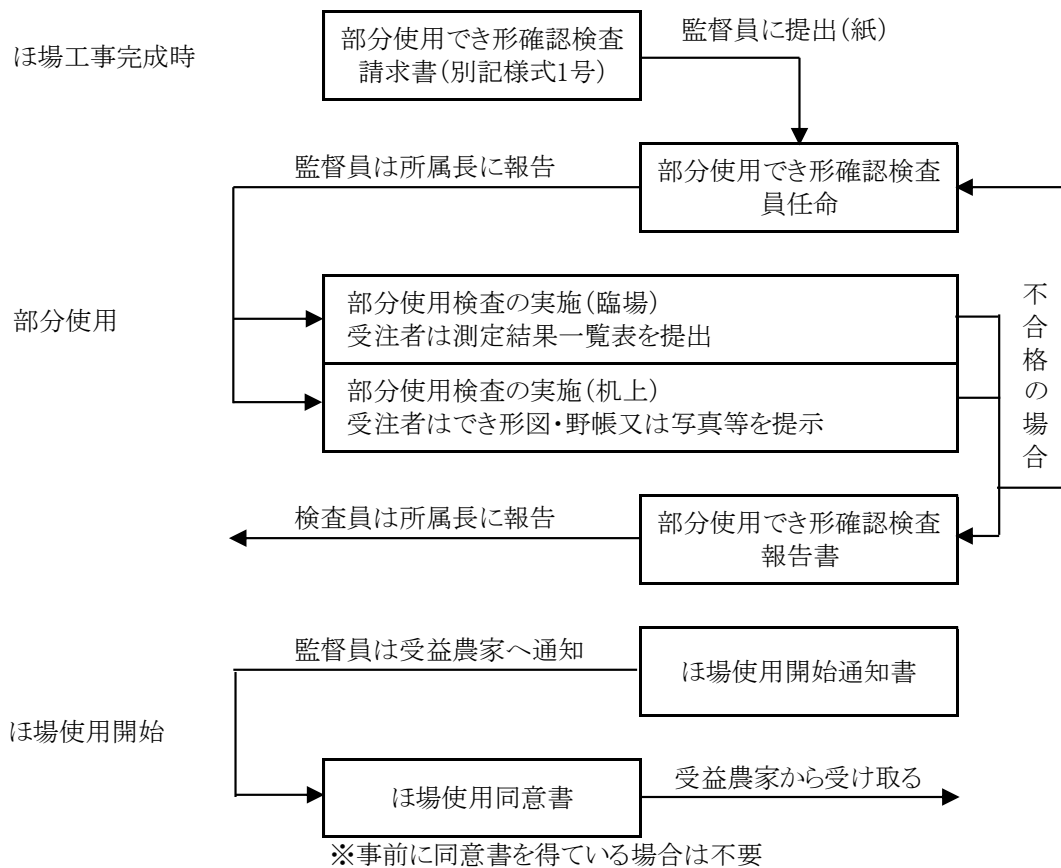 部分使用でき形確認検査
請求書(別記様式1号)
監督員に提出(紙)
ほ場工事完成時
監督員は所属長に報告
部分使用でき形確認検査
員任命
部分使用
部分使用検査の実施(臨場)
受注者は測定結果一覧表を提出
部分使用検査の実施(机上)
受注者はでき形図・野帳又は写真等を提示
不合格の場合
検査員は所属長に報告
部分使用でき形確認検査
報告書
監督員は受益農家へ通知
ほ場使用開始通知書
ほ場使用開始
ほ場使用同意書
受益農家から受け取る
※事前に同意書を得ている場合は不要